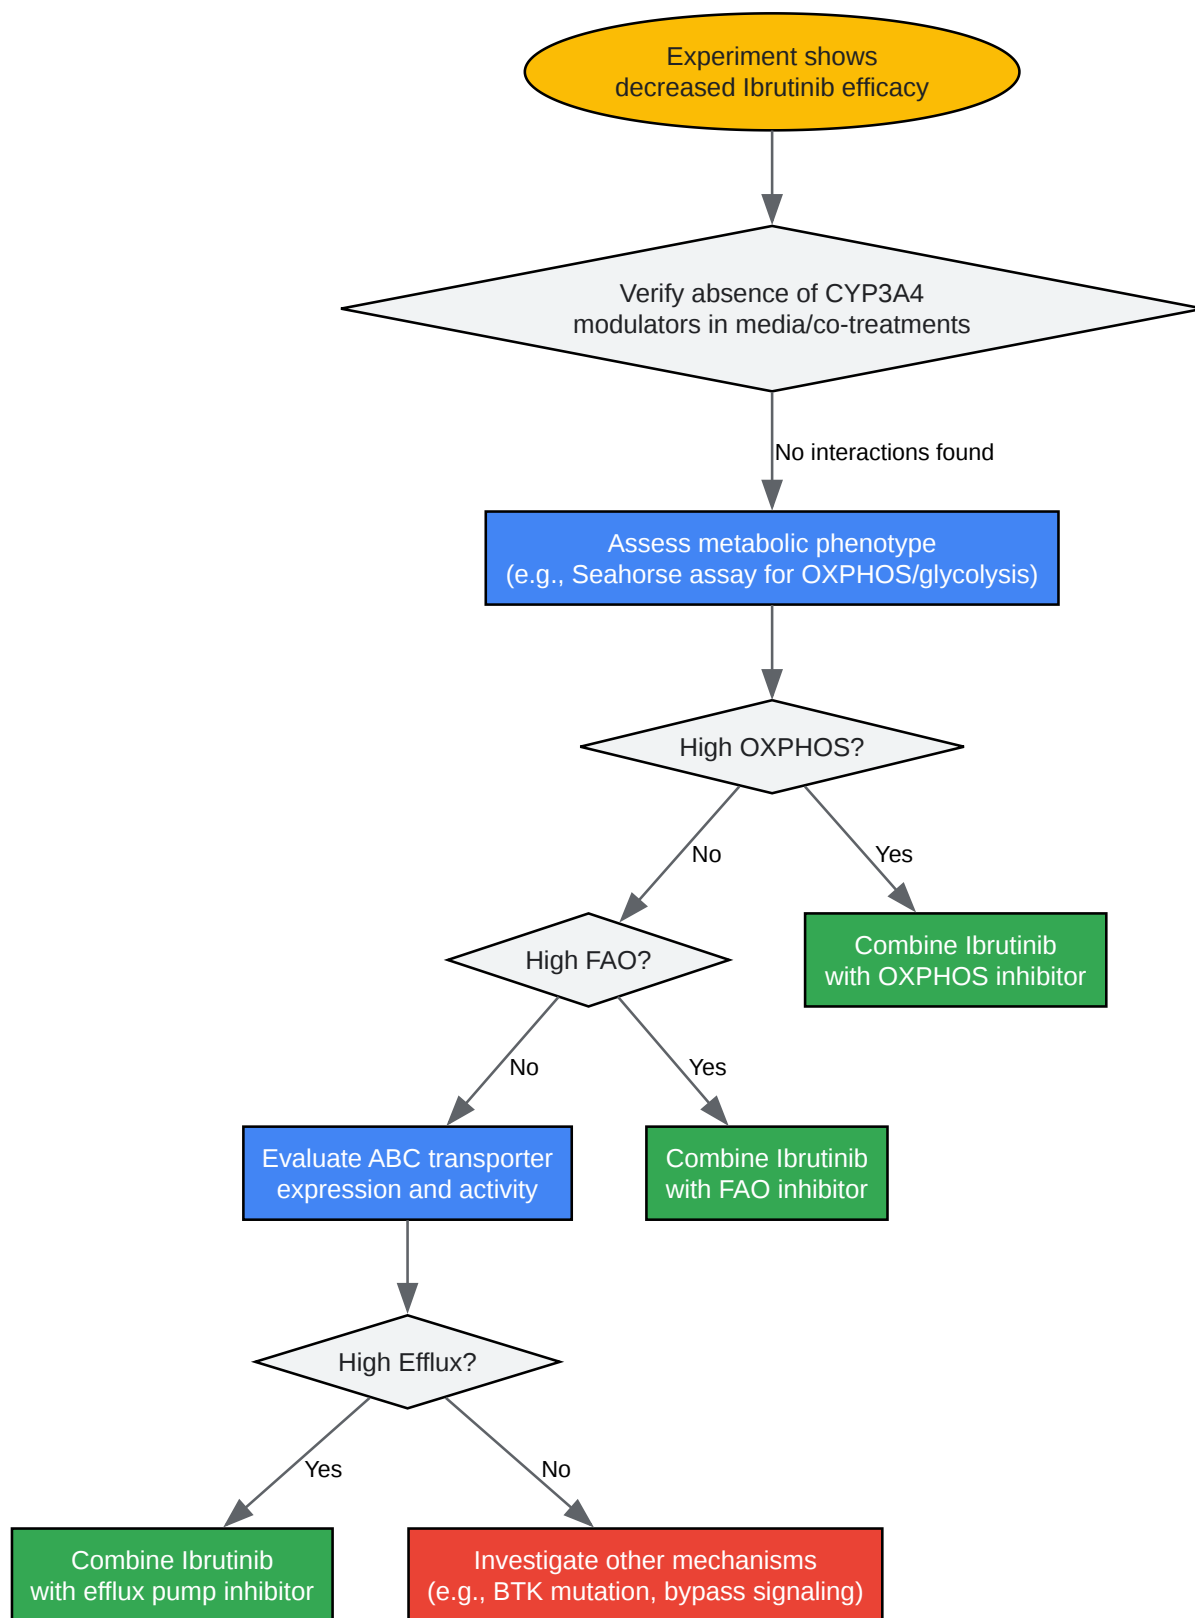 Experiment shows
decreased Ibrutinib efficacy
Verify absence of CYP3A4
modulators in media/co-treatments
No interactions found
Assess metabolic phenotype
(e.g., Seahorse assay for OXPHOS/glycolysis)
High OXPHOS?
No
Yes
High FAO?
Combine Ibrutinib
with OXPHOS inhibitor
No
Yes
Evaluate ABC transporter
expression and activity
Combine Ibrutinib
with FAO inhibitor
High Efflux?
Yes
No
Combine Ibrutinib
with efflux pump inhibitor
Investigate other mechanisms
(e.g., BTK mutation, bypass signaling)